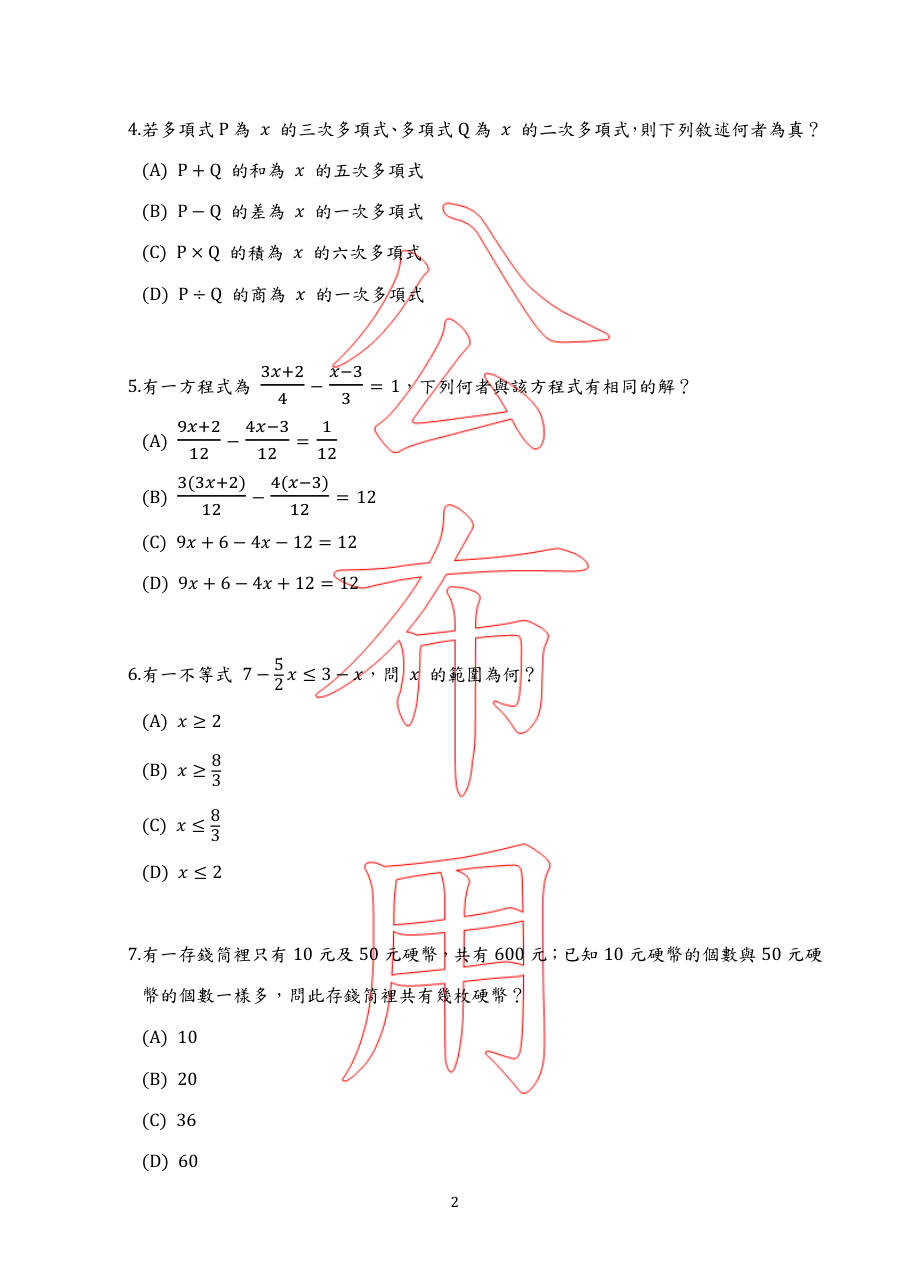 4.若多項式 P 為 x 的三次多項式、多項式 Q 為 x 的二次多項式，則下列敘述何者為真？
(A) P + Q 的和為 x 的五次多項式
(B) P − Q 的差為 x 的一次多項式
(C) P × Q 的積為 x 的六次多項式
(D) P ÷ Q 的商為 x 的一次多項式
5.有一方程式為 (3x+2)/4 − (x−3)/3 = 1，下列何者與該方程式有相同的解？
(A) (9x+2)/12 − (4x−3)/12 = 1/12
(B) 3(3x+2)/12 − 4(x−3)/12 = 12
(C) 9x + 6 − 4x − 12 = 12
(D) 9x + 6 − 4x + 12 = 12
6.有一不等式 7 − 5/2 x ≤ 3 − x，問 x 的範圍為何？
(A) x ≥ 2
(B) x ≥ 8/3
(C) x ≤ 8/3
(D) x ≤ 2
7.有一存錢筒裡只有 10 元及 50 元硬幣，共有 600 元；已知 10 元硬幣的個數與 50 元硬
幣的個數一樣多，問此存錢筒裡共有幾枚硬幣？
(A) 10
(B) 20
(C) 36
(D) 60
2
公
布
用